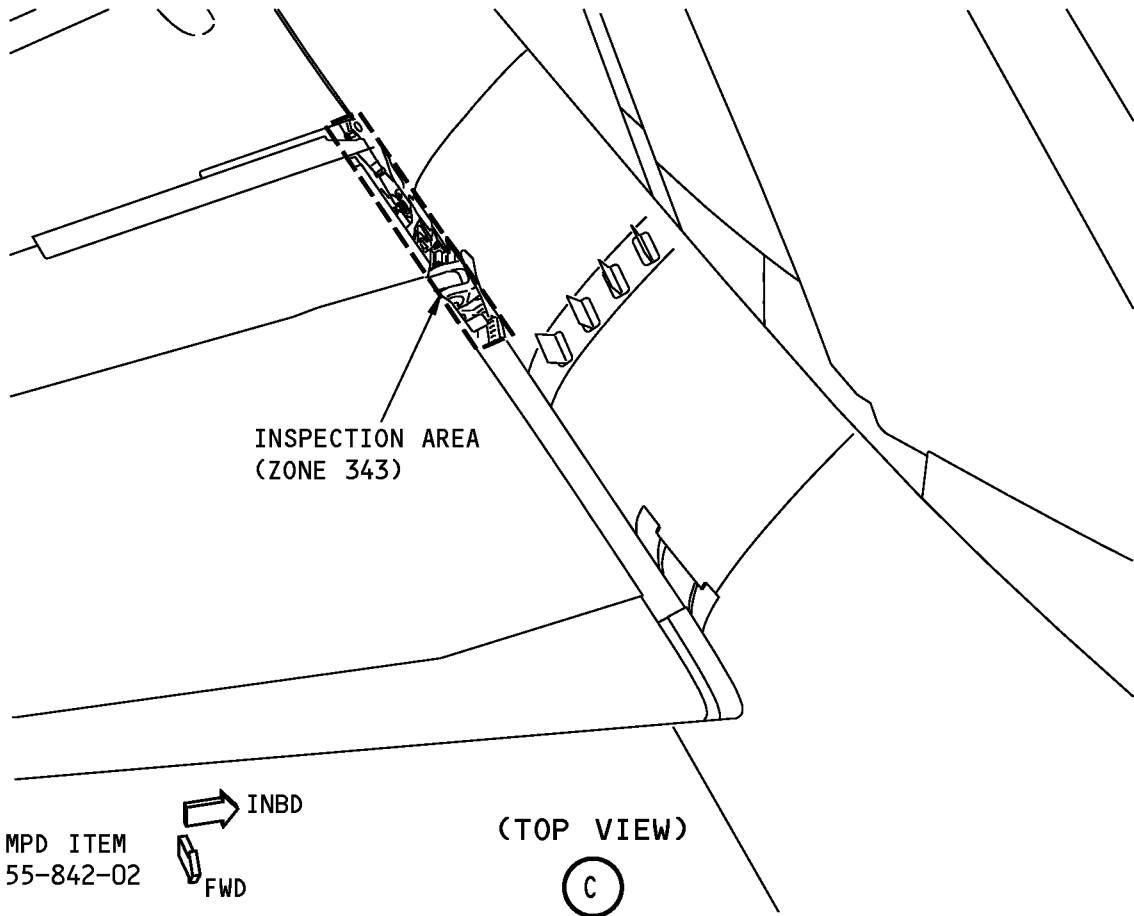 INSPECTION AREA
(ZONE 343)
INBD
MPD ITEM
55-842-02
FWD
(TOP VIEW)
C